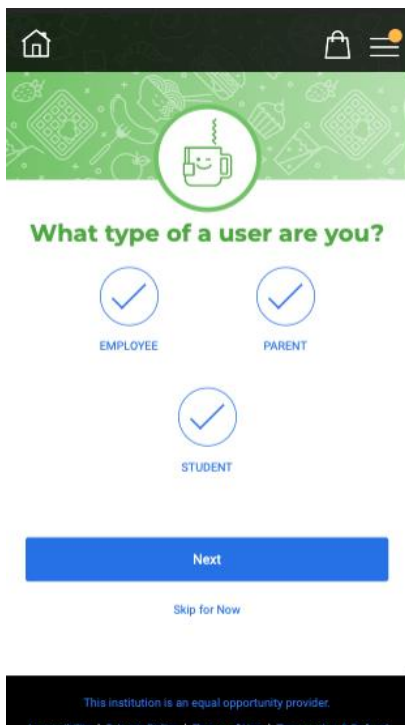 What type of a user are you?
EMPLOYEE PARENT
STUDENT
Next
Skip for Now
This institution is an equal opportunity provider.